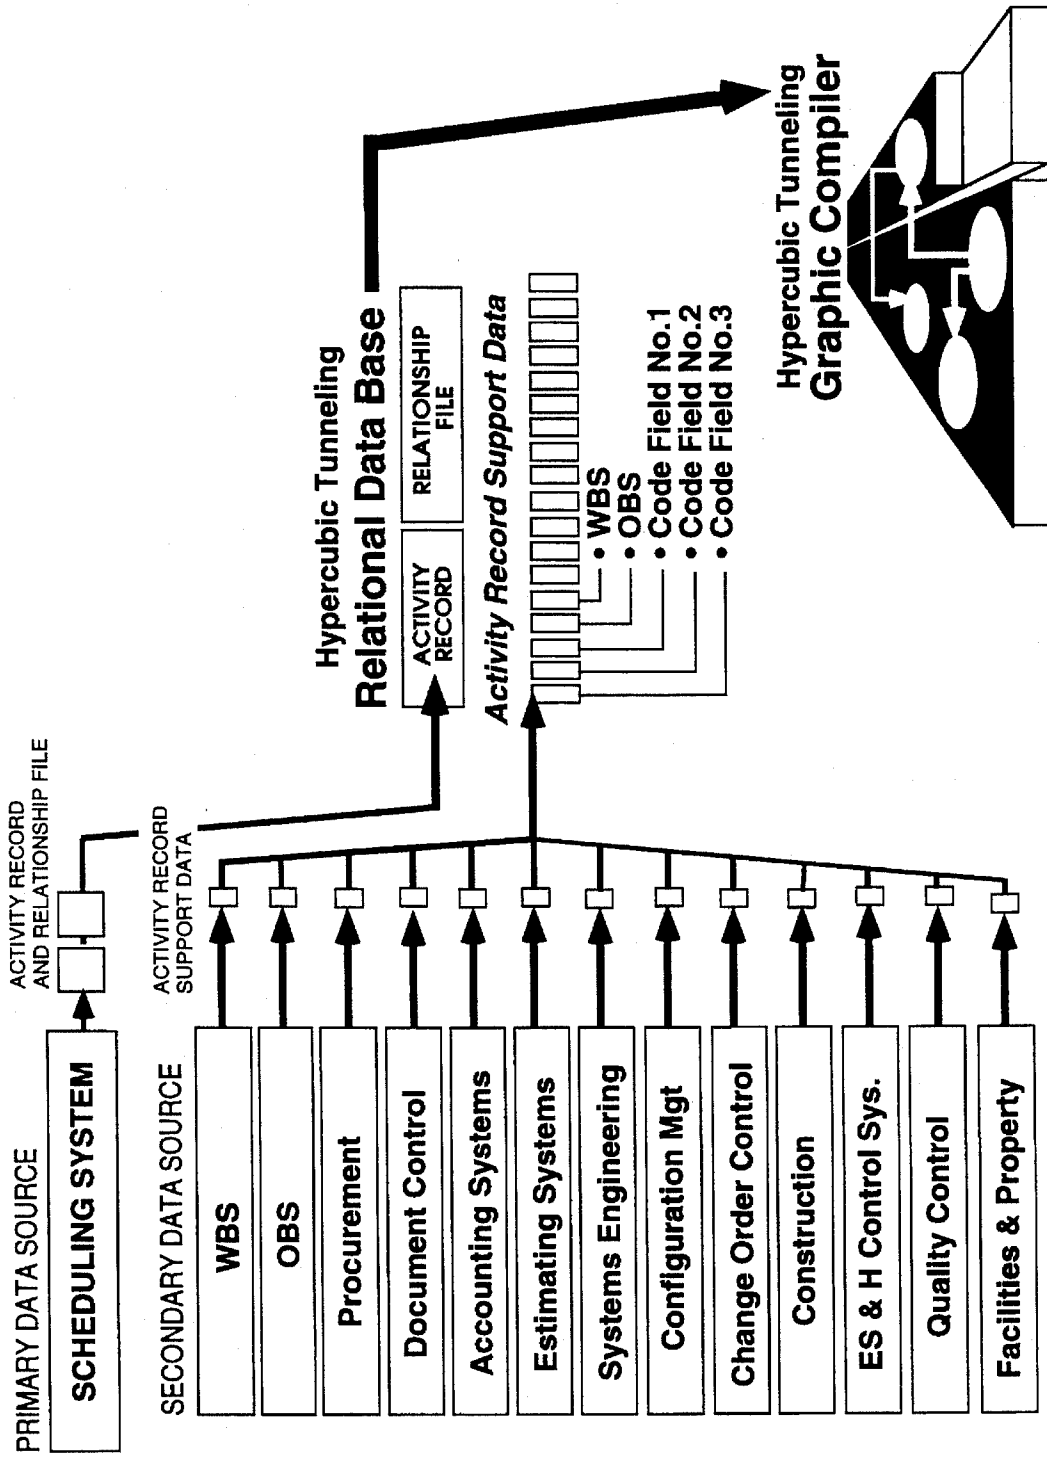 PRIMARY DATA SOURCE
SCHEDULING SYSTEM
ACTIVITY RECORD
AND RELATIONSHIP FILE
SECONDARY DATA SOURCE
ACTIVITY RECORD
SUPPORT DATA
WBS
OBS
Procurement
Document Control
Accounting Systems
Estimating Systems
Systems Engineering
Configuration Mgt
Change Order Control
Construction
ES & H Control Sys.
Quality Control
Facilities & Property
Hypercubic Tunneling
Relational Data Base
ACTIVITY
RECORD
RELATIONSHIP
FILE
Activity Record Support Data
• WBS
• OBS
• Code Field No.1
• Code Field No.2
• Code Field No.3
Hypercubic Tunneling
Graphic Compiler